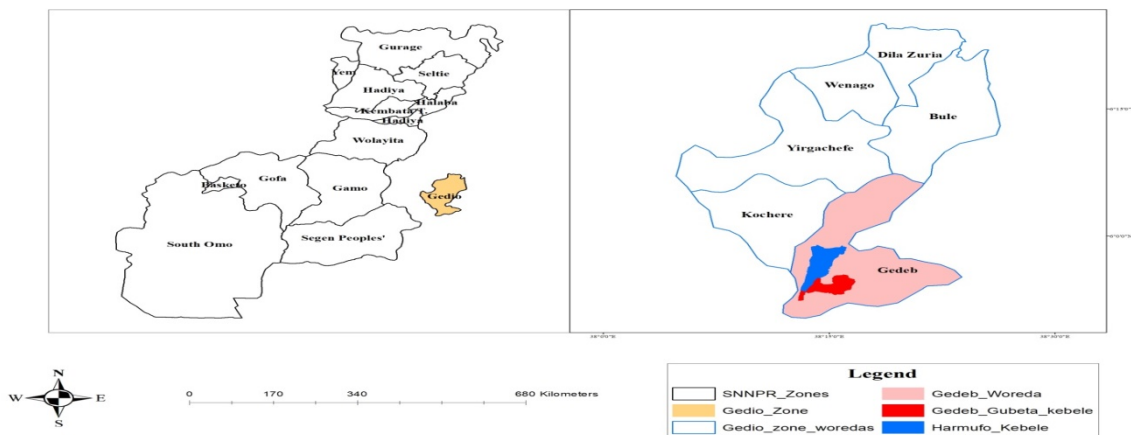 Gurage
Yem
Seltie
Hadiya
Halaba
Kembata T.
Hadiya
Wolayita
Gofa
Basketo
Gamo
Gedio
South Omo
Segen Peoples'
Dila Zuria
Wenago
Bule
Yirgachefe
Kochere
Gedeb
N
W E
S
0 170 340 680 Kilometers
Legend
SNNPR_Zones
Gedio_Zone
Gedio_zone_woredas
Gedeb_Woreda
Gedeb_Gubeta_kebele
Harmufo_Kebele